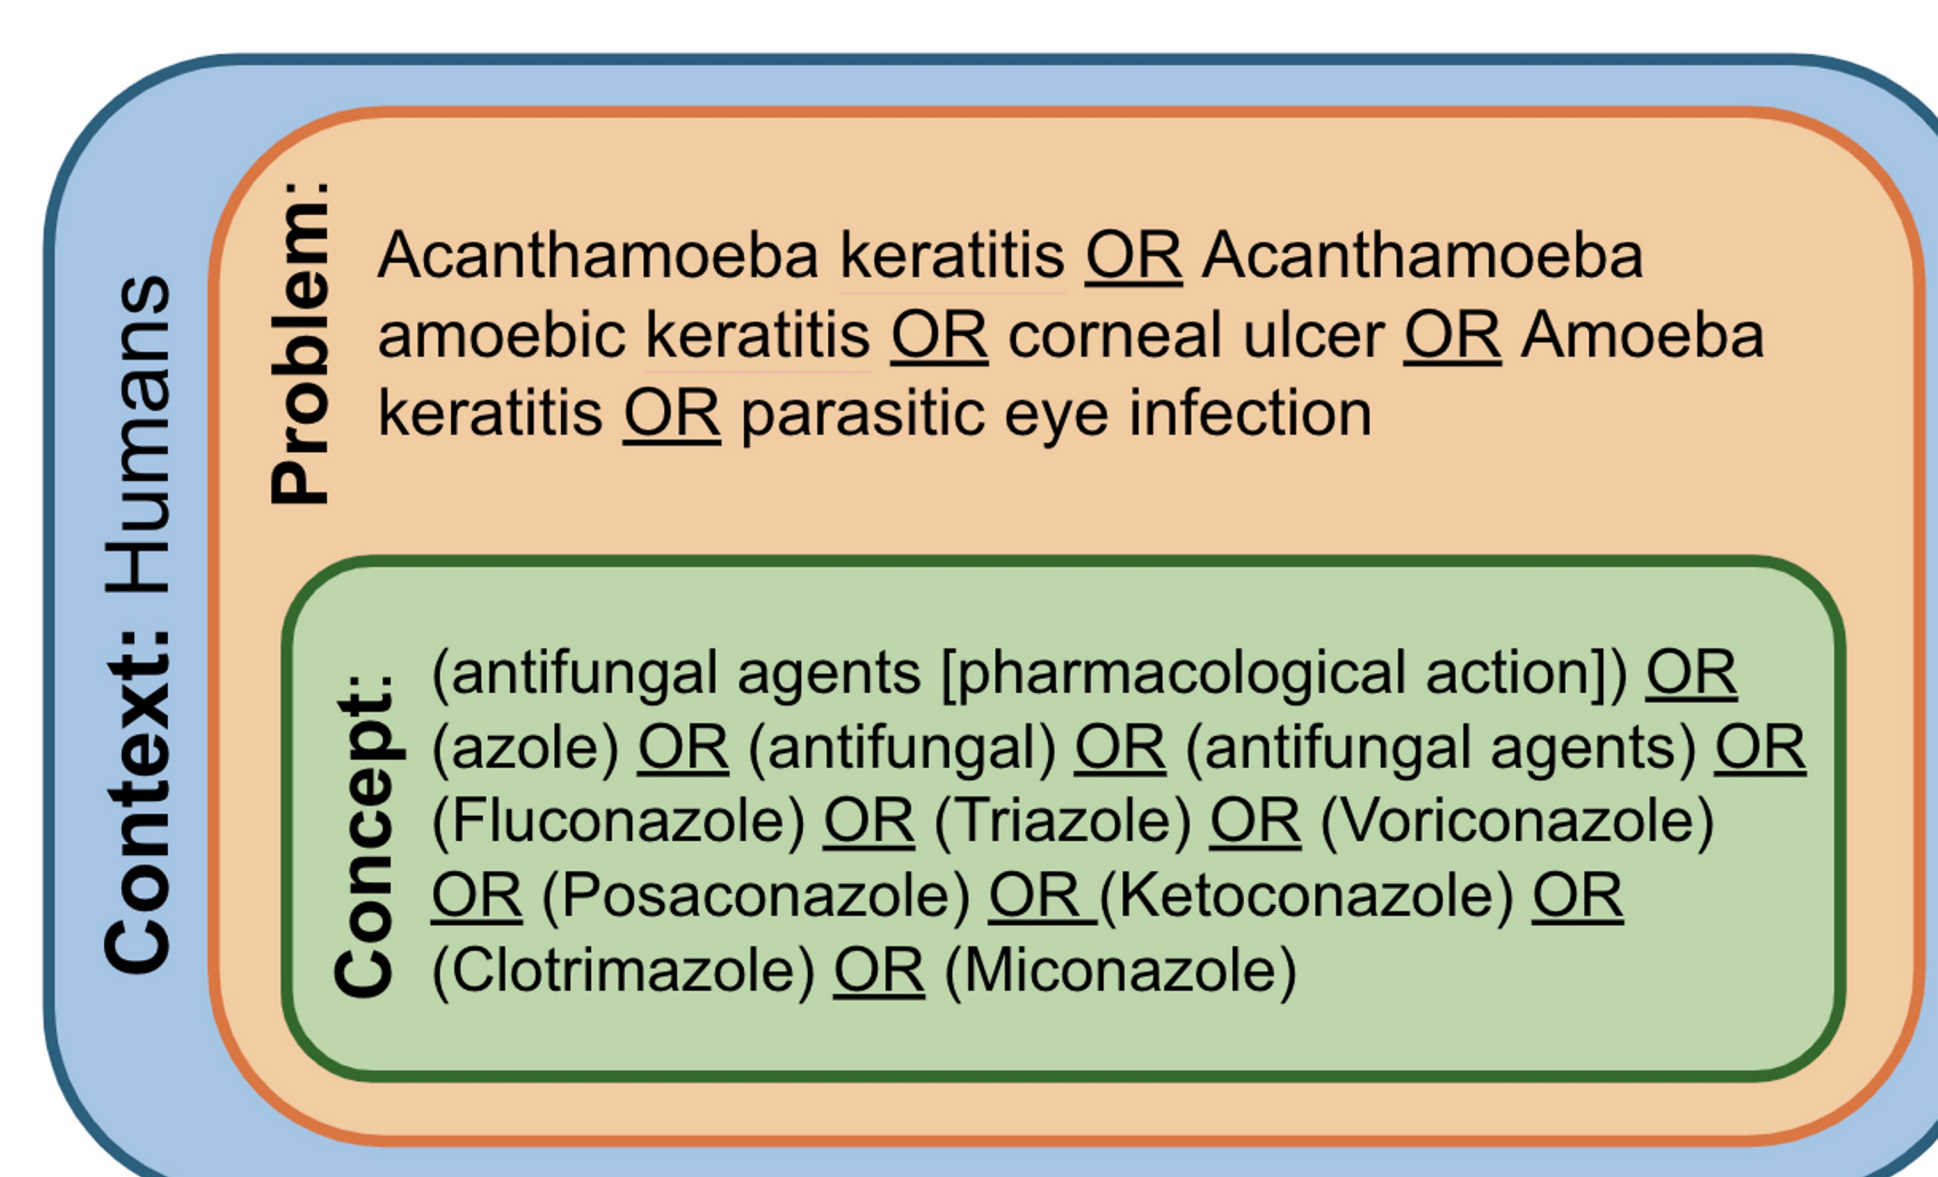 Context: Humans
Problem:
Acanthamoeba keratitis OR Acanthamoeba
amoebic keratitis OR corneal ulcer OR Amoeba
keratitis OR parasitic eye infection
Concept:
(antifungal agents [pharmacological action]) OR
(azole) OR (antifungal) OR (antifungal agents) OR
(Fluconazole) OR (Triazole) OR (Voriconazole)
OR (Posaconazole) OR (Ketoconazole) OR
(Clotrimazole) OR (Miconazole)